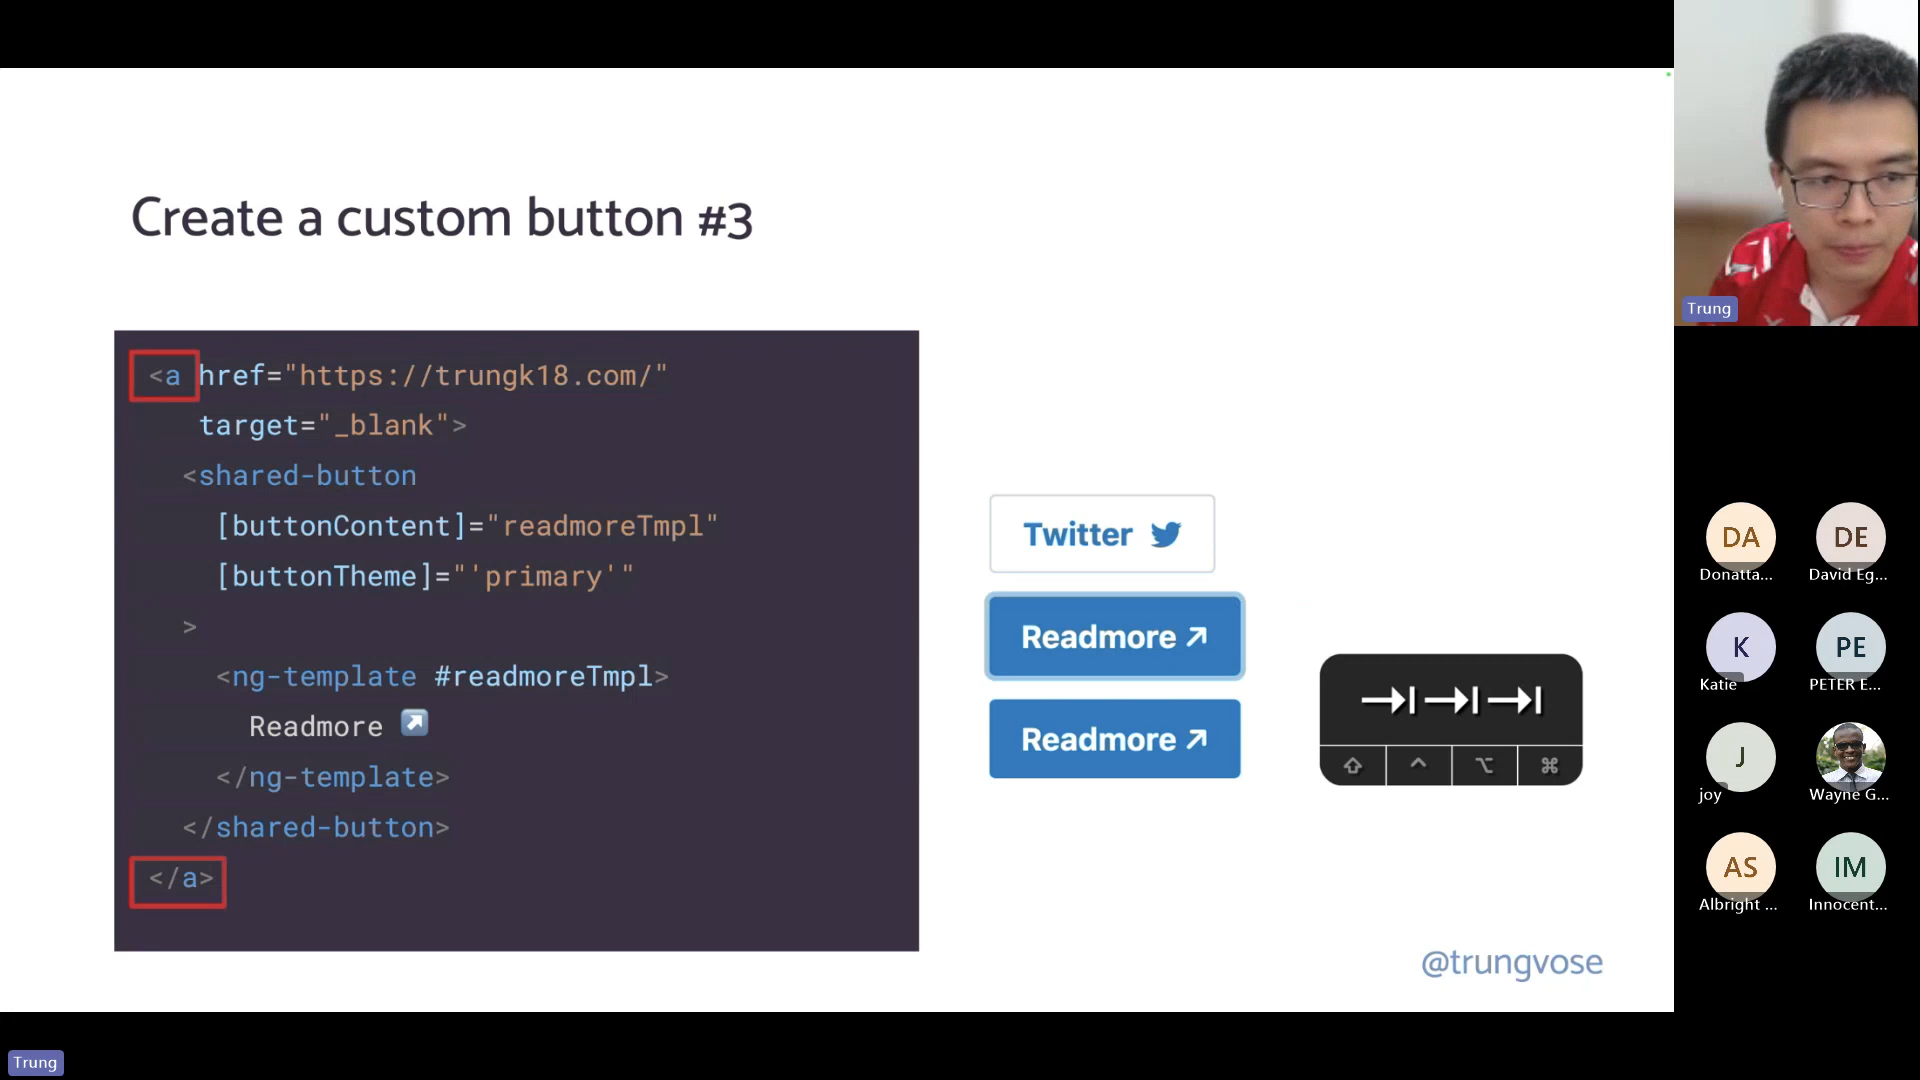 Create a custom button #3
<a href="https://trungk18.com/"
target="_blank">
<shared-button
[buttonContent]="readmoreTmpl"
[buttonTheme]="'primary'"
>
<ng-template #readmoreTmpl>
Readmore ↗
</ng-template>
</shared-button>
</a>
Twitter
Readmore ↗
Readmore ↗
⇥⇥⇥
⇧ ^ ⌥ ⌘
@trungvose
Trung
DA
Donatta...
DE
David Eg...
K
Katie
PE
PETER E...
J
joy
Wayne G...
AS
Albright ...
IM
Innocent...
Trung